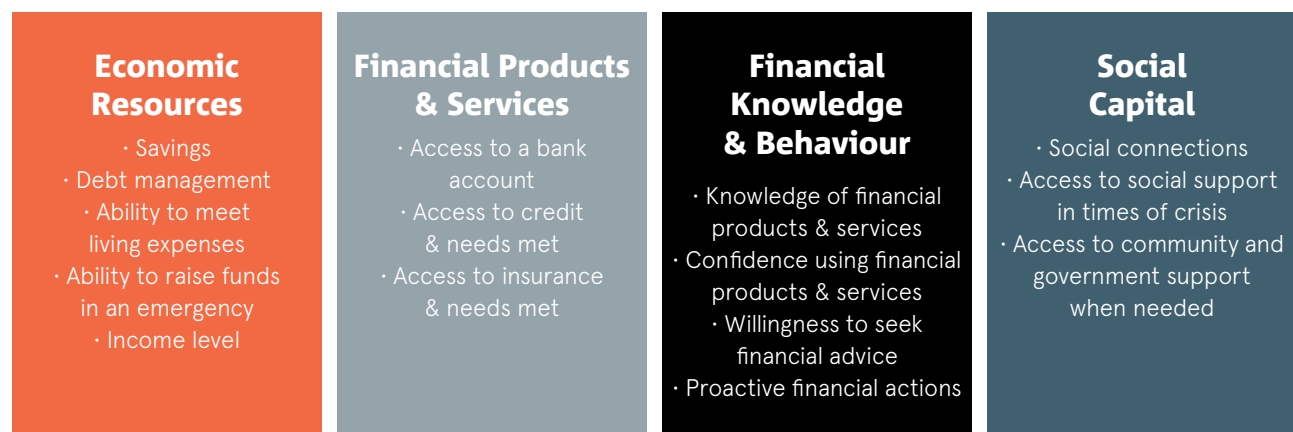 Economic
Resources
· Savings
· Debt management
· Ability to meet
living expenses
· Ability to raise funds
in an emergency
· Income level
Financial Products
& Services
· Access to a bank
account
· Access to credit
& needs met
· Access to insurance
& needs met
Financial
Knowledge
& Behaviour
· Knowledge of financial
products & services
· Confidence using financial
products & services
· Willingness to seek
financial advice
· Proactive financial actions
Social
Capital
· Social connections
· Access to social support
in times of crisis
· Access to community and
government support
when needed